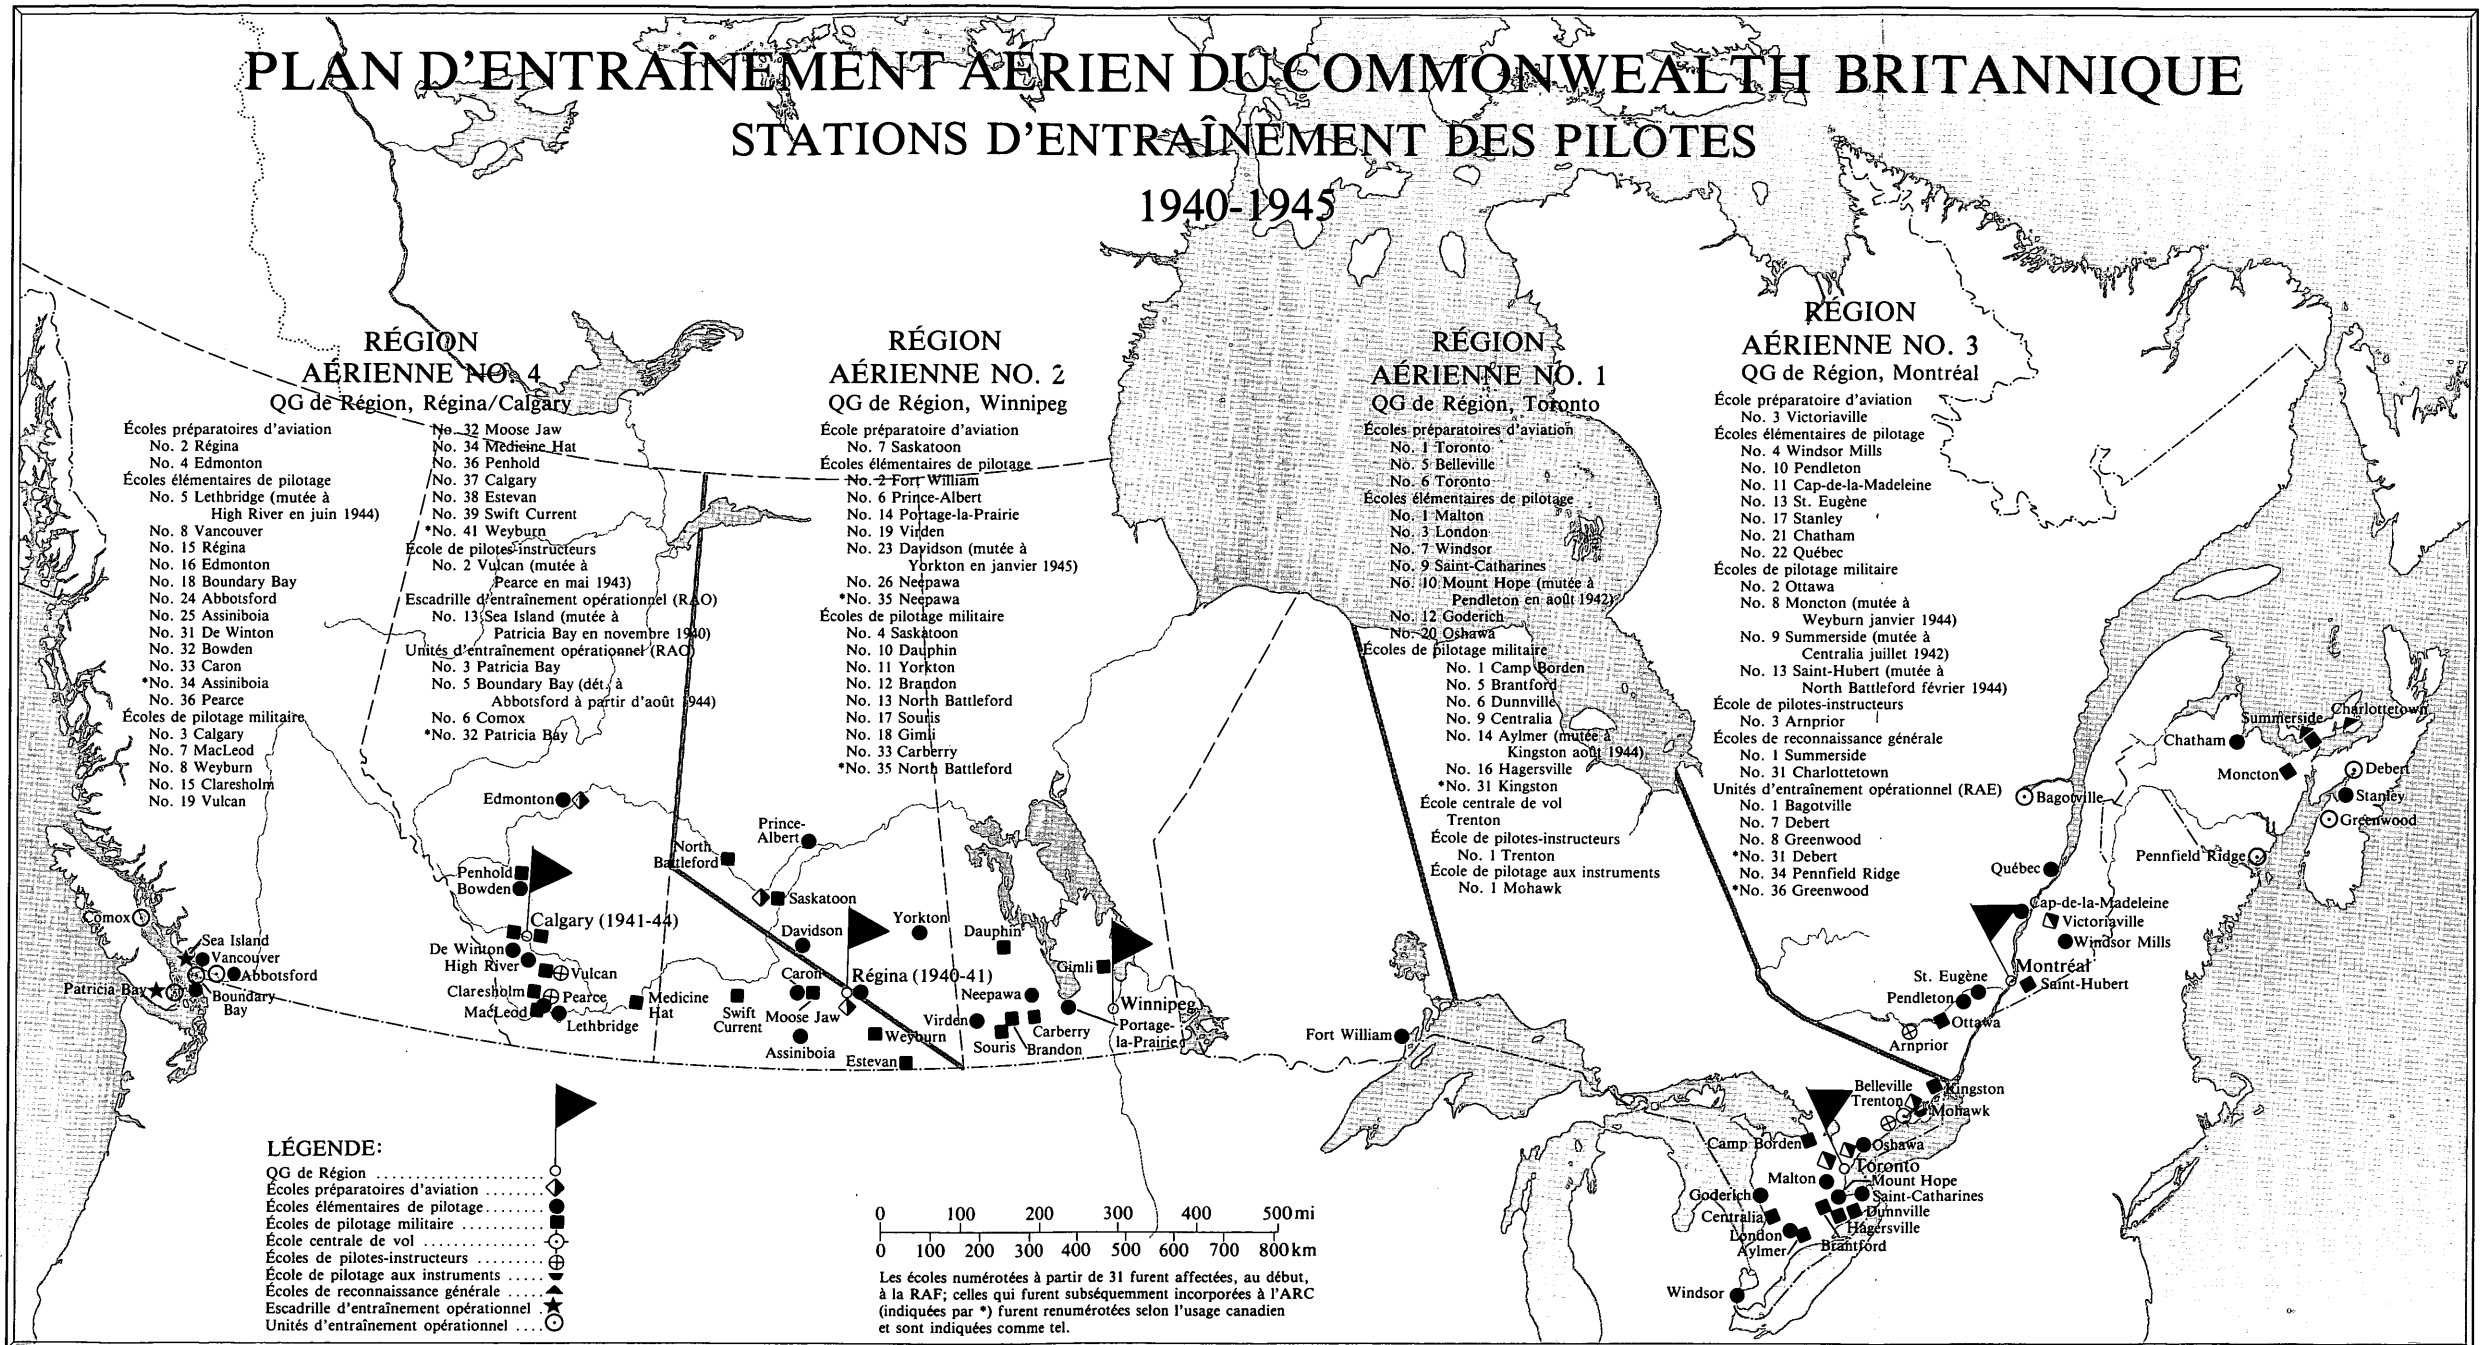 PLAN D'ENTRAÎNEMENT AÉRIEN DU COMMONWEALTH BRITANNIQUE
STATIONS D'ENTRAÎNEMENT DES PILOTES
1940-1945
RÉGION
AÉRIENNE NO. 4
QG de Région, Régina/Calgary
Écoles préparatoires d'aviation
No. 2 Régina
No. 4 Edmonton
Écoles élémentaires de pilotage
No. 5 Lethbridge (mutée à
High River en juin 1944)
No. 8 Vancouver
No. 15 Régina
No. 16 Edmonton
No. 18 Boundary Bay
No. 24 Abbotsford
No. 25 Assiniboia
No. 31 De Winton
No. 32 Bowden
No. 33 Caron
*No. 34 Assiniboia
No. 36 Pearce
Écoles de pilotage militaire
No. 3 Calgary
No. 7 MacLeod
No. 8 Weyburn
No. 15 Claresholm
No. 19 Vulcan
No. 32 Moose Jaw
No. 34 Medicine Hat
No. 36 Penhold
No. 37 Calgary
No. 38 Estevan
No. 39 Swift Current
*No. 41 Weyburn
École de pilotes-instructeurs
No. 2 Vulcan (mutée à
Pearce en mai 1943)
Escadrille d'entraînement opérationnel (RAO)
No. 13 Sea Island (mutée à
Patricia Bay en novembre 1940)
Unités d'entraînement opérationnel (RAO)
No. 3 Patricia Bay
No. 5 Boundary Bay (dét. à
Abbotsford à partir d'août 1944)
No. 6 Comox
*No. 32 Patricia Bay
RÉGION
AÉRIENNE NO. 2
QG de Région, Winnipeg
École préparatoire d'aviation
No. 7 Saskatoon
Écoles élémentaires de pilotage
No. 2 Fort William
No. 6 Prince-Albert
No. 14 Portage-la-Prairie
No. 19 Virden
No. 23 Davidson (mutée à
Yorkton en janvier 1945)
No. 26 Neepawa
*No. 35 Neepawa
Écoles de pilotage militaire
No. 4 Saskatoon
No. 10 Dauphin
No. 11 Yorkton
No. 12 Brandon
No. 13 North Battleford
No. 17 Souris
No. 18 Gimli
No. 33 Carberry
*No. 35 North Battleford
RÉGION
AÉRIENNE NO. 1
QG de Région, Toronto
Écoles préparatoires d'aviation
No. 1 Toronto
No. 5 Belleville
No. 6 Toronto
Écoles élémentaires de pilotage
No. 1 Malton
No. 3 London
No. 7 Windsor
No. 9 Saint-Catharines
No. 10 Mount Hope (mutée à
Pendleton en août 1942)
No. 12 Goderich
No. 20 Oshawa
Écoles de pilotage militaire
No. 1 Camp Borden
No. 5 Brantford
No. 6 Dunnville
No. 9 Centralia
No. 14 Aylmer (mutée à
Kingston août 1944)
No. 16 Hagersville
*No. 31 Kingston
École centrale de vol
Trenton
École de pilotes-instructeurs
No. 1 Trenton
École de pilotage aux instruments
No. 1 Mohawk
RÉGION
AÉRIENNE NO. 3
QG de Région, Montréal
École préparatoire d'aviation
No. 3 Victoriaville
Écoles élémentaires de pilotage
No. 4 Windsor Mills
No. 10 Pendleton
No. 11 Cap-de-la-Madeleine
No. 13 St. Eugène
No. 17 Stanley
No. 21 Chatham
No. 22 Québec
Écoles de pilotage militaire
No. 2 Ottawa
No. 8 Moncton (mutée à
Weyburn janvier 1944)
No. 9 Summerside (mutée à
Centralia juillet 1942)
No. 13 Saint-Hubert (mutée à
North Battleford février 1944)
École de pilotes-instructeurs
No. 3 Arnprior
Écoles de reconnaissance générale
No. 1 Summerside
No. 31 Charlottetown
Unités d'entraînement opérationnel (RAE)
No. 1 Bagotville
No. 7 Debert
No. 8 Greenwood
*No. 31 Debert
No. 34 Pennfield Ridge
*No. 36 Greenwood
Edmonton
Penhold
Bowden
Calgary (1941-44)
De Winton
High River
Vulcan
Claresholm
Pearce
MacLeod
Lethbridge
Medicine
Hat
Comox
Sea Island
Vancouver
Abbotsford
Patricia Bay
Boundary
Bay
Prince-
Albert
North
Battleford
Saskatoon
Davidson
Yorkton
Caron
Régina (1940-41)
Swift
Current
Moose Jaw
Assiniboia
Weyburn
Estevan
Dauphin
Gimli
Neepawa
Winnipeg
Virden
Souris
Carberry
Brandon
Portage-
la-Prairie
Fort William
Summerside
Charlottetown
Chatham
Moncton
Debert
Stanley
Greenwood
Bagotville
Pennfield Ridge
Québec
Cap-de-la-Madeleine
Victoriaville
Windsor Mills
Montréal
Saint-Hubert
St. Eugène
Pendleton
Ottawa
Arnprior
Belleville
Trenton
Kingston
Mohawk
Camp Borden
Oshawa
Toronto
Malton
Mount Hope
Goderich
Saint-Catharines
Centralia
Dunnville
Hagersville
London
Aylmer
Brantford
Windsor
LÉGENDE:
QG de Région
Écoles préparatoires d'aviation
Écoles élémentaires de pilotage
Écoles de pilotage militaire
École centrale de vol
Écoles de pilotes-instructeurs
École de pilotage aux instruments
Écoles de reconnaissance générale
Escadrille d'entraînement opérationnel
Unités d'entraînement opérationnel
0 100 200 300 400 500 mi
0 100 200 300 400 500 600 700 800 km
Les écoles numérotées à partir de 31 furent affectées, au début,
à la RAF; celles qui furent subséquemment incorporées à l'ARC
(indiquées par *) furent renumérotées selon l'usage canadien
et sont indiquées comme tel.